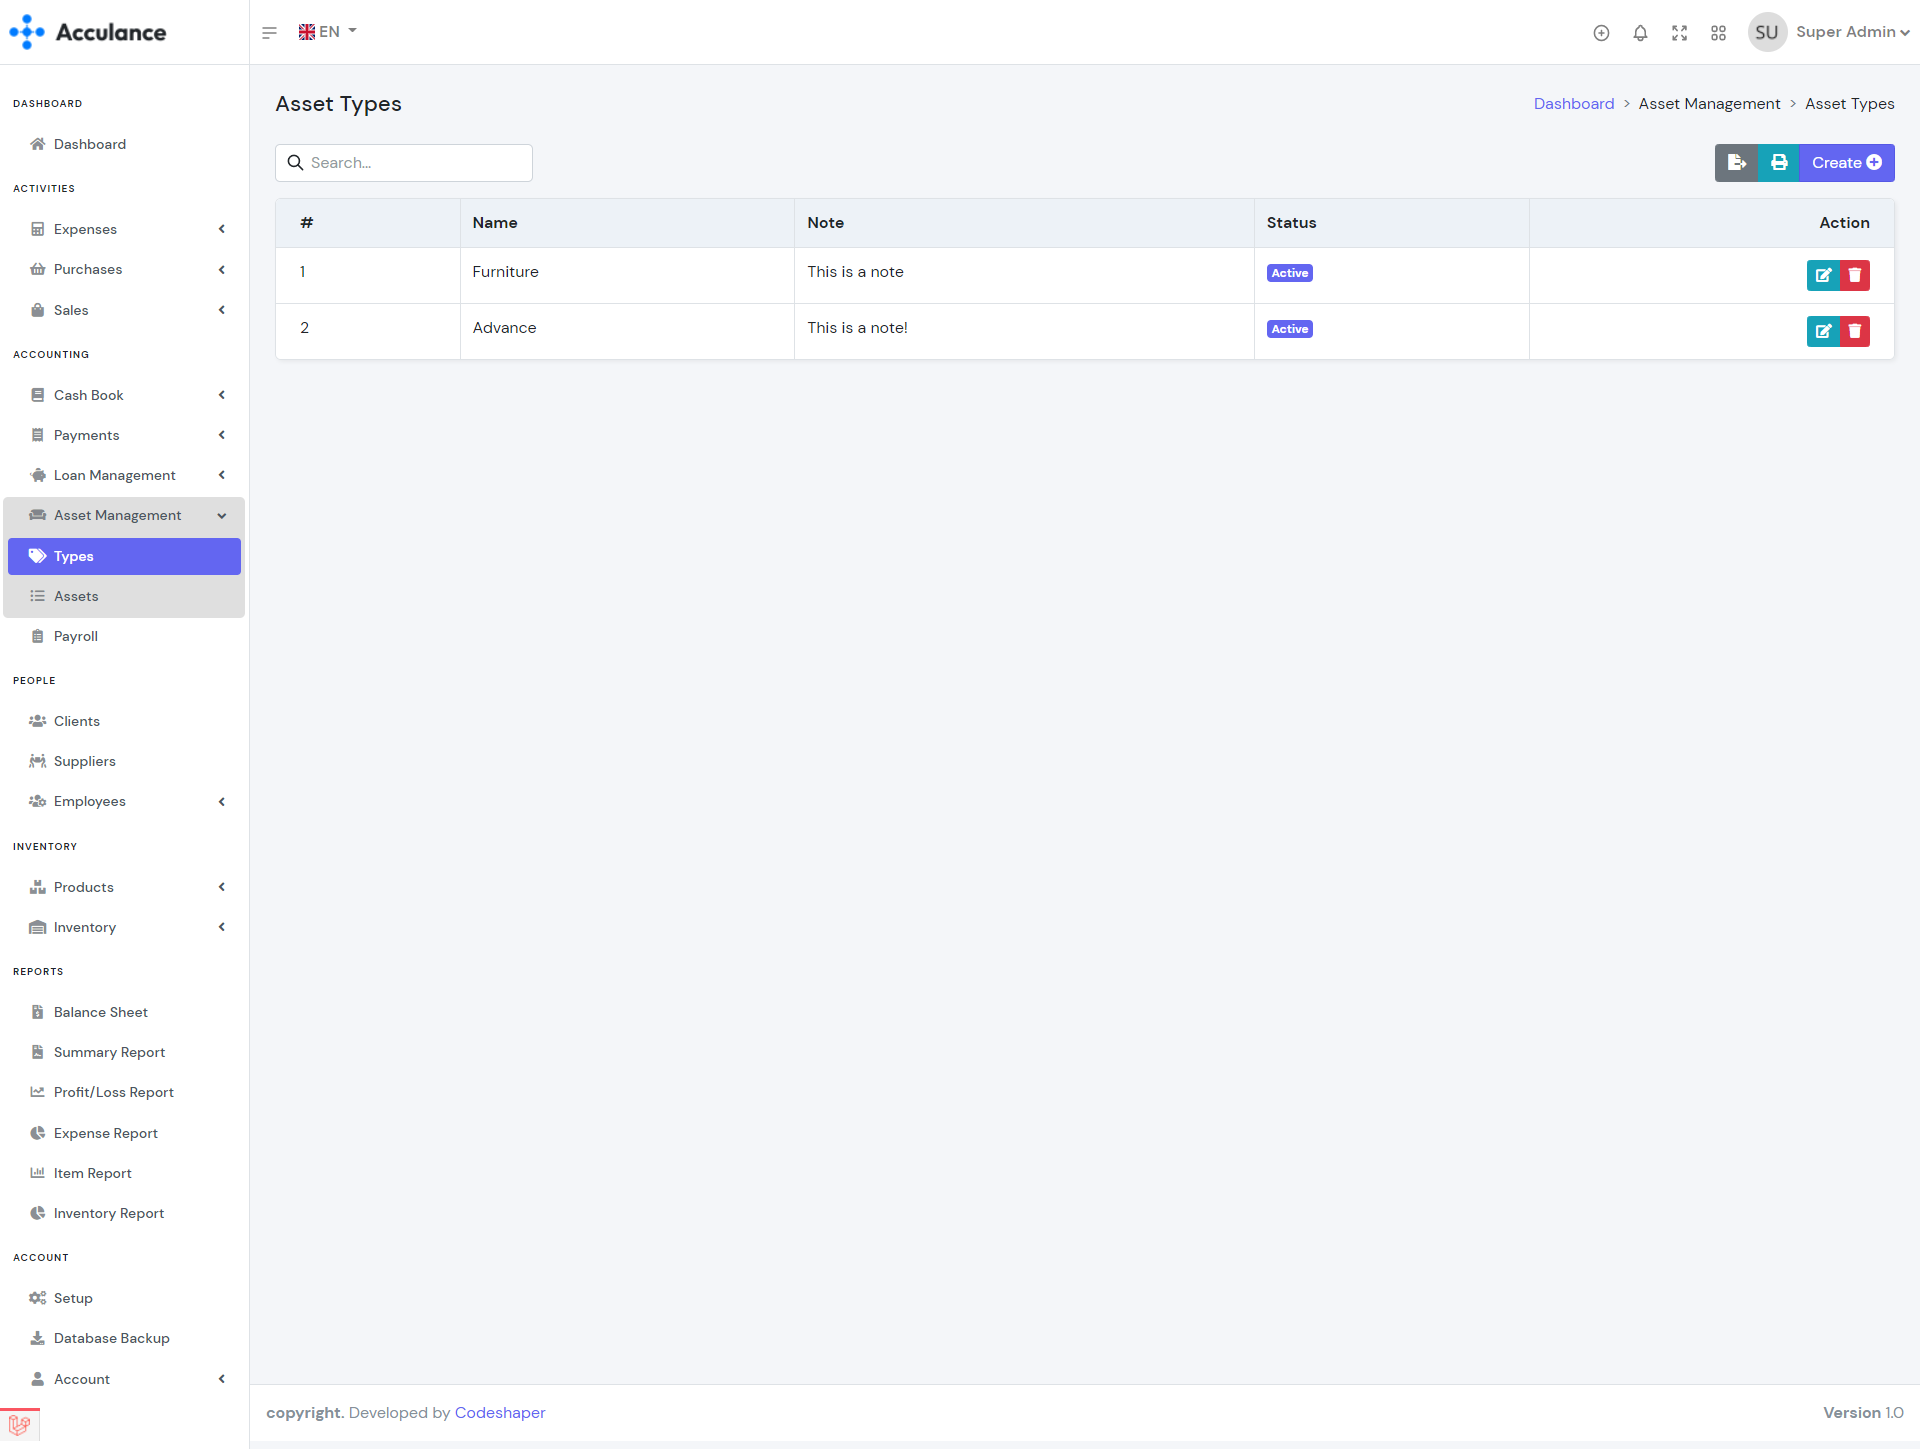 Acculance
EN
SU
Super Admin
DASHBOARD
Dashboard
ACTIVITIES
Expenses
Purchases
Sales
ACCOUNTING
Cash Book
Payments
Loan Management
Asset Management
Types
Assets
Payroll
PEOPLE
Clients
Suppliers
Employees
INVENTORY
Products
Inventory
REPORTS
Balance Sheet
Summary Report
Profit/Loss Report
Expense Report
Item Report
Inventory Report
ACCOUNT
Setup
Database Backup
Account
Asset Types
Dashboard > Asset Management > Asset Types
Search...
Create
# Name Note Status Action
1 Furniture This is a note Active
2 Advance This is a note! Active
copyright. Developed by Codeshaper
Version 1.0